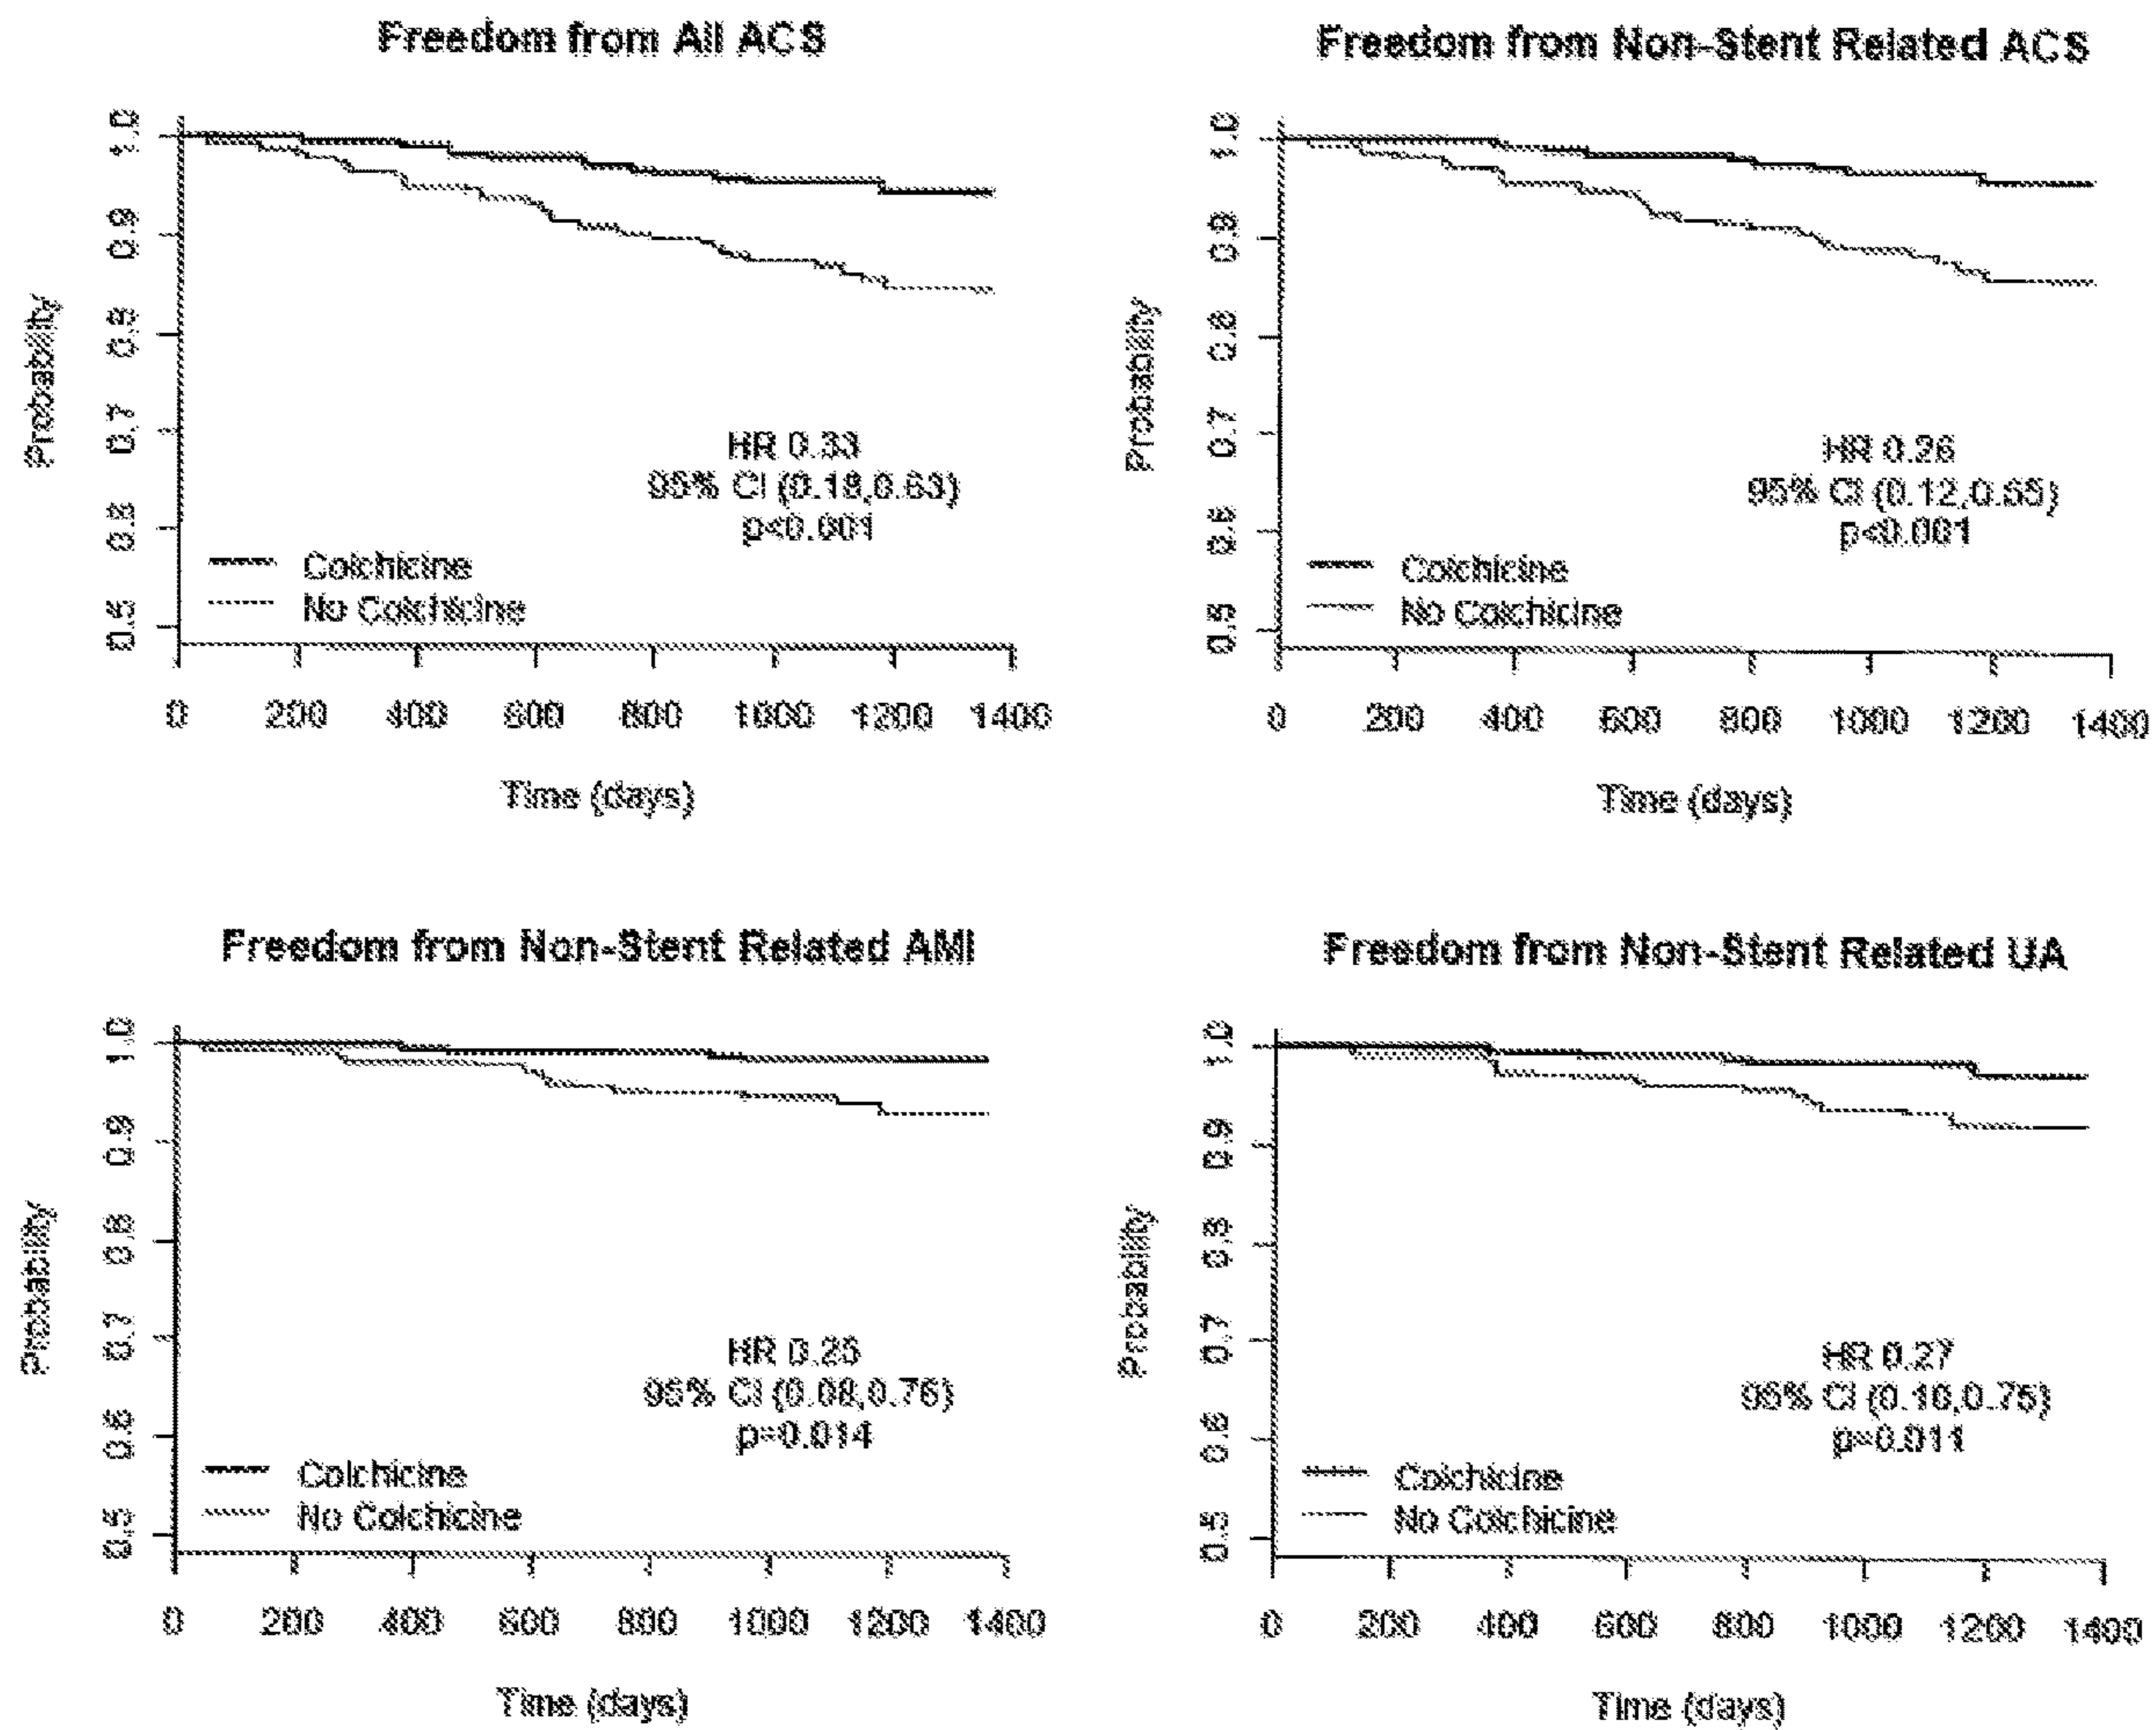 Freedom from All ACS
Probability
1.0
0.9
0.8
0.7
0.6
0.5
HR 0.33
95% CI (0.18,0.63)
p<0.001
Colchicine
No Colchicine
0 200 400 600 800 1000 1200 1400
Time (days)
Freedom from Non-Stent Related ACS
Probability
1.0
0.9
0.8
0.7
0.6
0.5
HR 0.26
95% CI (0.12,0.55)
p<0.001
Colchicine
No Colchicine
0 200 400 600 800 1000 1200 1400
Time (days)
Freedom from Non-Stent Related AMI
Probability
1.0
0.9
0.8
0.7
0.6
0.5
HR 0.25
95% CI (0.08,0.76)
p=0.014
Colchicine
No Colchicine
0 200 400 600 800 1000 1200 1400
Time (days)
Freedom from Non-Stent Related UA
Probability
1.0
0.9
0.8
0.7
0.6
0.5
HR 0.27
95% CI (0.10,0.75)
p=0.011
Colchicine
No Colchicine
0 200 400 600 800 1000 1200 1400
Time (days)